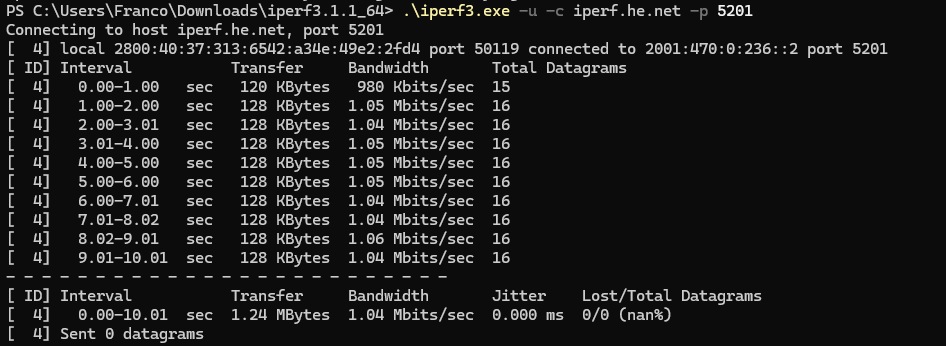 PS C:\Users\Franco\Downloads\iperf3.1.1_64> .\iperf3.exe -u -c iperf.he.net -p 5201
Connecting to host iperf.he.net, port 5201
[  4] local 2800:40:37:313:6542:a34e:49e2:2fd4 port 50119 connected to 2001:470:0:236::2 port 5201
[ ID] Interval           Transfer     Bandwidth       Total Datagrams
[  4]   0.00-1.00   sec   120 KBytes   980 Kbits/sec  15
[  4]   1.00-2.00   sec   128 KBytes  1.05 Mbits/sec  16
[  4]   2.00-3.01   sec   128 KBytes  1.04 Mbits/sec  16
[  4]   3.01-4.00   sec   128 KBytes  1.05 Mbits/sec  16
[  4]   4.00-5.00   sec   128 KBytes  1.05 Mbits/sec  16
[  4]   5.00-6.00   sec   128 KBytes  1.05 Mbits/sec  16
[  4]   6.00-7.01   sec   128 KBytes  1.04 Mbits/sec  16
[  4]   7.01-8.02   sec   128 KBytes  1.04 Mbits/sec  16
[  4]   8.02-9.01   sec   128 KBytes  1.06 Mbits/sec  16
[  4]   9.01-10.01  sec   128 KBytes  1.04 Mbits/sec  16
- - - - - - - - - - - - - - - - - - - - - - - - -
[ ID] Interval           Transfer     Bandwidth       Jitter    Lost/Total Datagrams
[  4]   0.00-10.01  sec  1.24 MBytes  1.04 Mbits/sec  0.000 ms  0/0 (nan%)
[  4] Sent 0 datagrams